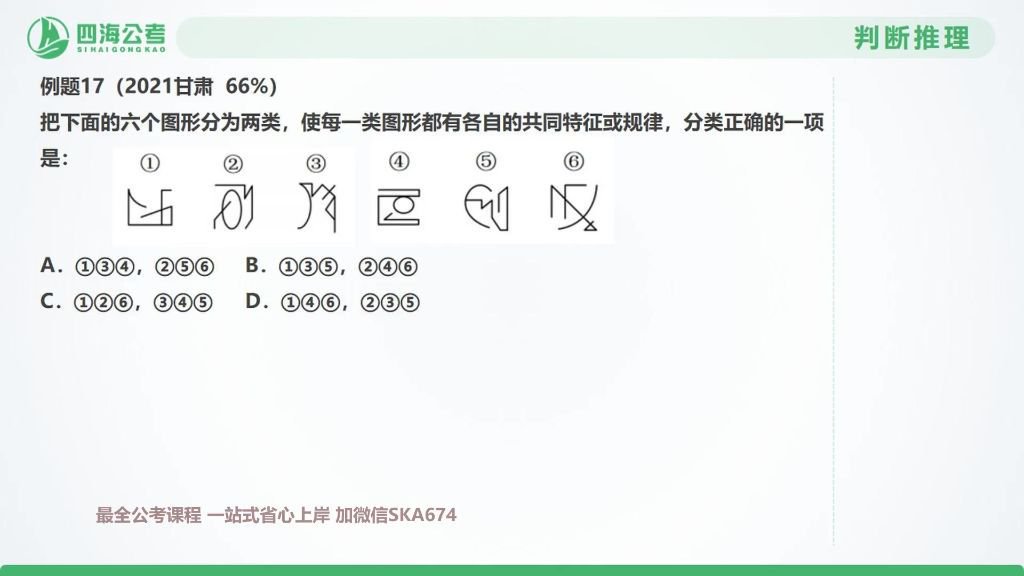 四海公考
SIHAIGONGKAO
判断推理
例题17（2021甘肃 66%）
把下面的六个图形分为两类，使每一类图形都有各自的共同特征或规律，分类正确的一项
是：
① ② ③ ④ ⑤ ⑥
A. ①③④，②⑤⑥ B. ①③⑤，②④⑥
C. ①②⑥，③④⑤ D. ①④⑥，②③⑤
最全公考课程 一站式省心上岸 加微信SKA674